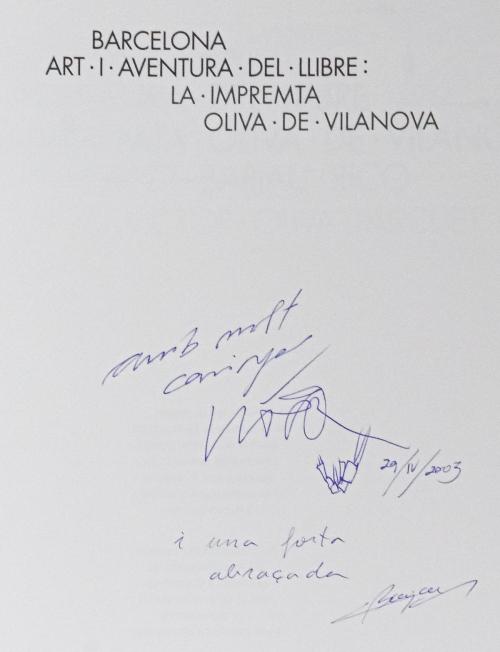 BARCELONA
ART·I·AVENTURA·DEL·LLIBRE:
LA·IMPREMTA
OLIVA·DE·VILANOVA
amb molt
carinyo
29/IV/2003
i una forta
abraçada